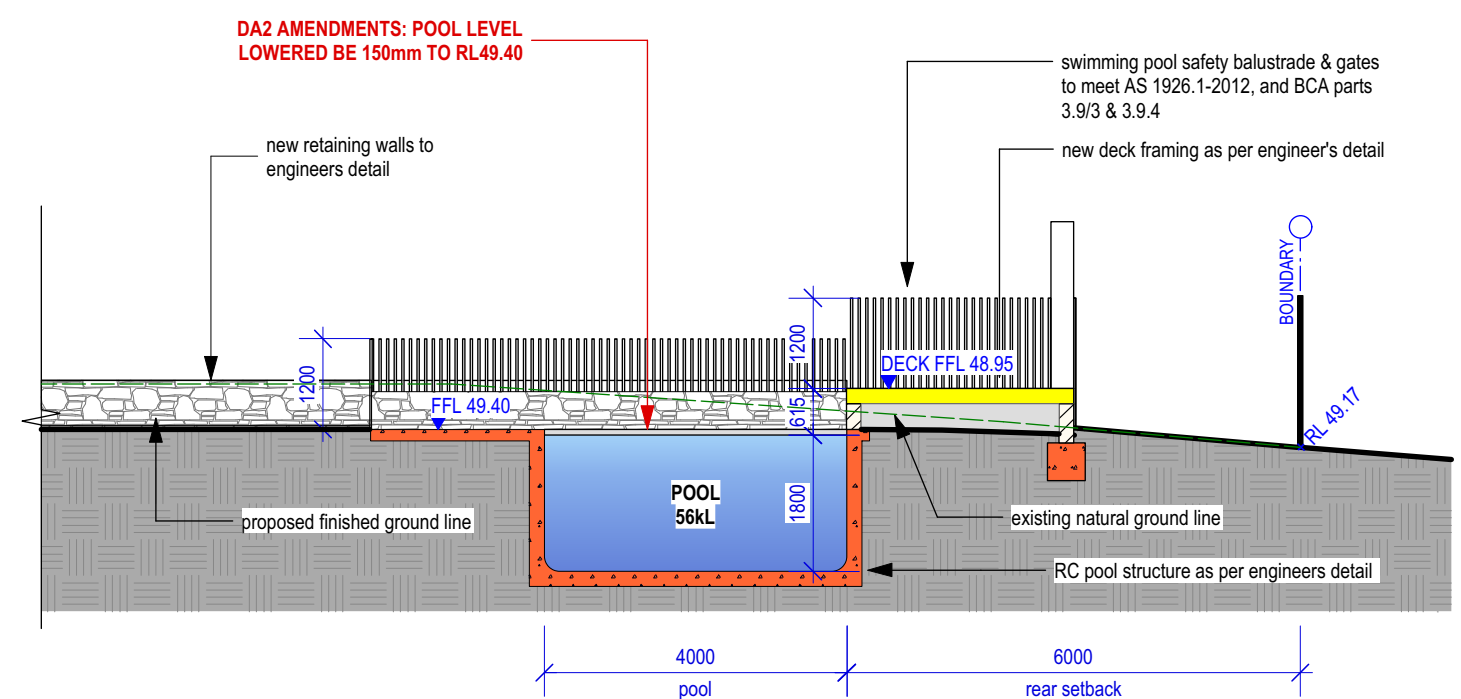 DA2 AMENDMENTS: POOL LEVEL
LOWERED BE 150mm TO RL49.40
swimming pool safety balustrade & gates
to meet AS 1926.1-2012, and BCA parts
3.9/3 & 3.9.4
new retaining walls to
engineers detail
new deck framing as per engineer's detail
BOUNDARY
1200
1200
DECK FFL 48.95
FFL 49.40
615
RL 49.17
POOL
56kL
1800
proposed finished ground line
existing natural ground line
RC pool structure as per engineers detail
4000
6000
pool
rear setback